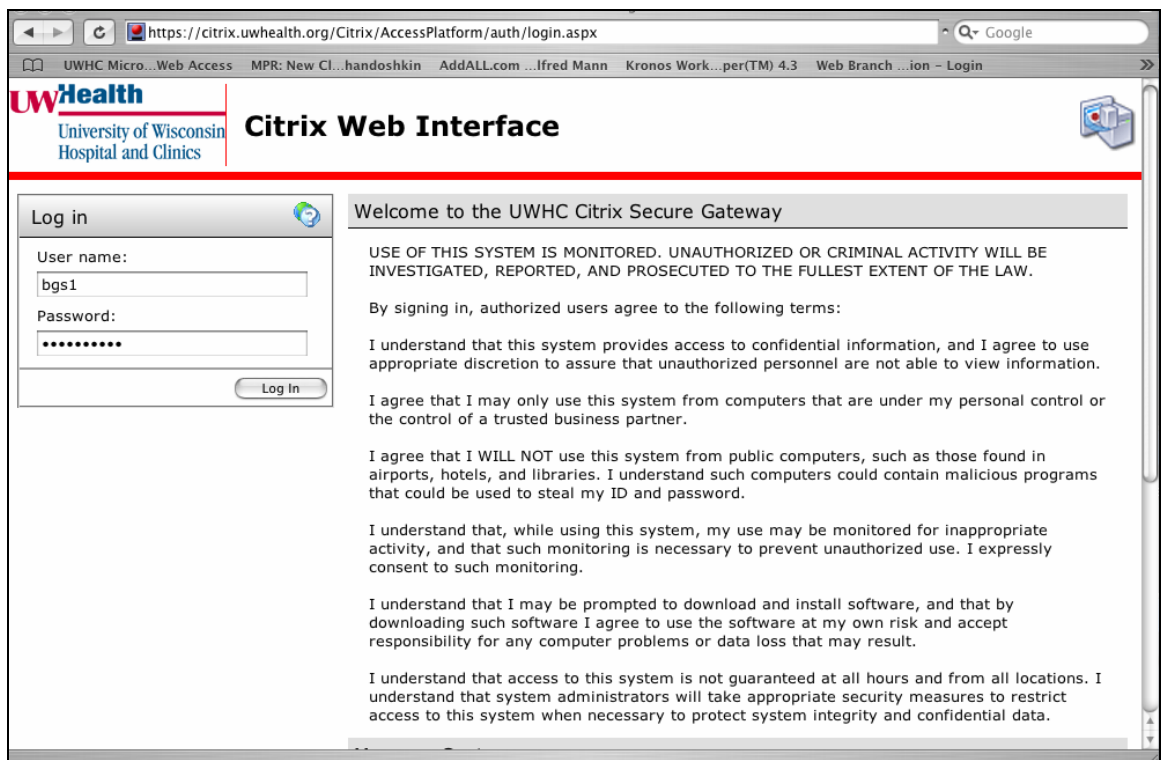 https://citrix.uwhealth.org/Citrix/AccessPlatform/auth/login.aspx
Google
UWHC Micro...Web Access MPR: New Cl...handoshkin AddALL.com ...lfred Mann Kronos Work...per(TM) 4.3 Web Branch ...ion – Login
UWHealth
University of Wisconsin
Hospital and Clinics
Citrix Web Interface
Log in
User name:
bgs1
Password:
••••••••••
Log In
Welcome to the UWHC Citrix Secure Gateway
USE OF THIS SYSTEM IS MONITORED. UNAUTHORIZED OR CRIMINAL ACTIVITY WILL BE
INVESTIGATED, REPORTED, AND PROSECUTED TO THE FULLEST EXTENT OF THE LAW.
By signing in, authorized users agree to the following terms:
I understand that this system provides access to confidential information, and I agree to use
appropriate discretion to assure that unauthorized personnel are not able to view information.
I agree that I may only use this system from computers that are under my personal control or
the control of a trusted business partner.
I agree that I WILL NOT use this system from public computers, such as those found in
airports, hotels, and libraries. I understand such computers could contain malicious programs
that could be used to steal my ID and password.
I understand that, while using this system, my use may be monitored for inappropriate
activity, and that such monitoring is necessary to prevent unauthorized use. I expressly
consent to such monitoring.
I understand that I may be prompted to download and install software, and that by
downloading such software I agree to use the software at my own risk and accept
responsibility for any computer problems or data loss that may result.
I understand that access to this system is not guaranteed at all hours and from all locations. I
understand that system administrators will take appropriate security measures to restrict
access to this system when necessary to protect system integrity and confidential data.